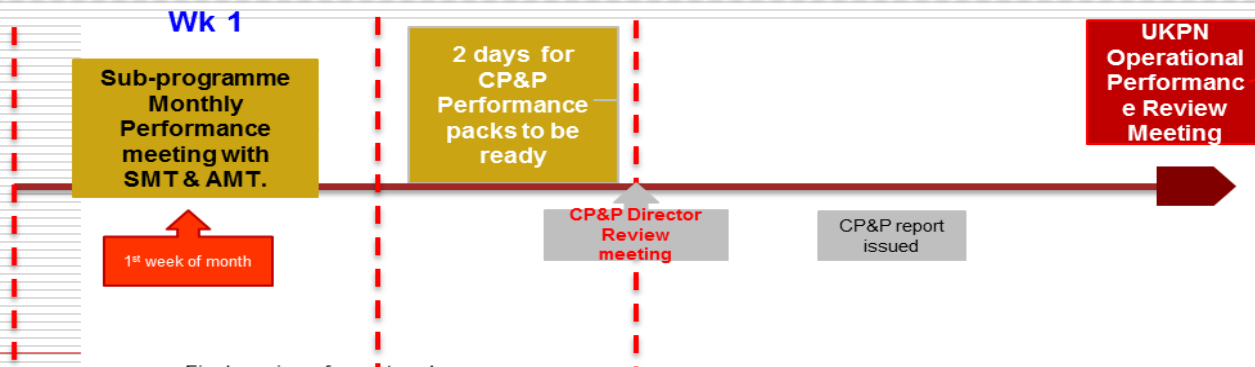 Wk 1
Sub-programme
Monthly
Performance
meeting with
SMT & AMT.
1st week of month
2 days for
CP&P
Performance
packs to be
ready
CP&P Director
Review
meeting
CP&P report
issued
UKPN
Operational
Performanc
e Review
Meeting